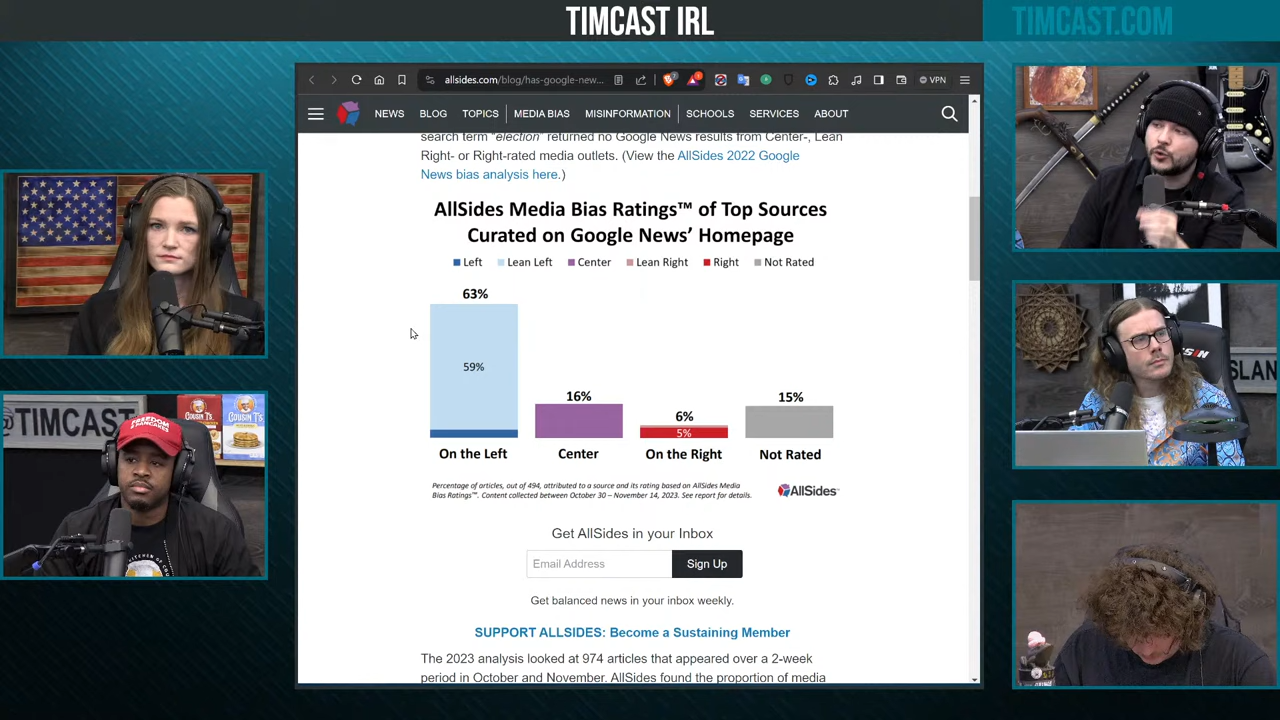 TIMCAST IRL
TIMCAST.COM
allsides.com/blog/has-google-new...
VPN
NEWS
BLOG
TOPICS
MEDIA BIAS
MISINFORMATION
SCHOOLS
SERVICES
ABOUT
search term "election" returned no Google News results from Center-, Lean
Right- or Right-rated media outlets. (View the AllSides 2022 Google
News bias analysis here.)
AllSides Media Bias Ratings™ of Top Sources
Curated on Google News' Homepage
Left
Lean Left
Center
Lean Right
Right
Not Rated
63%
59%
16%
6%
5%
15%
On the Left
Center
On the Right
Not Rated
Percentage of articles, out of 494, attributed to a source and its rating based on AllSides Media
Bias Ratings™. Content collected between October 30 – November 14, 2023. See report for details.
AllSides™
Get AllSides in your Inbox
Email Address
Sign Up
Get balanced news in your inbox weekly.
SUPPORT ALLSIDES: Become a Sustaining Member
The 2023 analysis looked at 974 articles that appeared over a 2-week
period in October and November. AllSides found the proportion of media
@TIMCAST
COUSIN T'S
COUSIN T'S
FREEDOM
& PANCAKES
SLAN